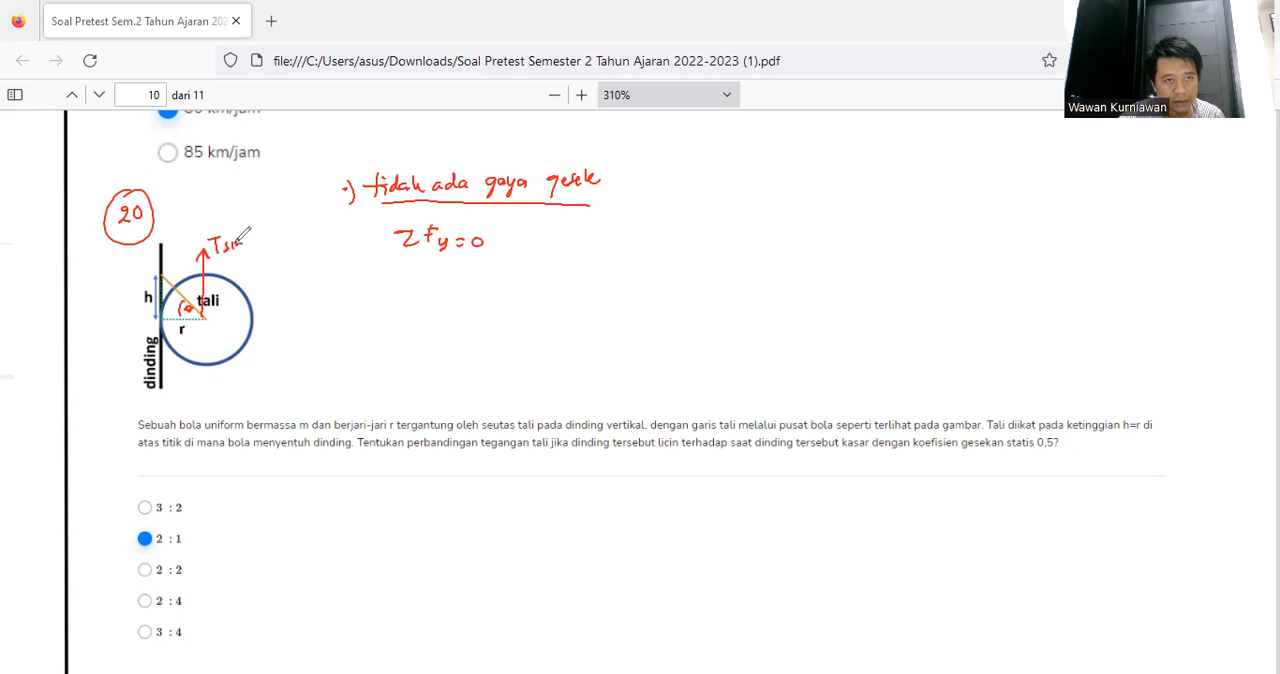 Soal Pretest Sem.2 Tahun Ajaran 202
file:///C:/Users/asus/Downloads/Soal Pretest Semester 2 Tahun Ajaran 2022-2023 (1).pdf
10 dari 11
310%
Wawan Kurniawan
80 km/jam
85 km/jam
·) tidak ada gaya gesek
20
ΣFy=0
Tsin
h
tali
α
r
dinding
Sebuah bola uniform bermassa m dan berjari-jari r tergantung oleh seutas tali pada dinding vertikal, dengan garis tali melalui pusat bola seperti terlihat pada gambar. Tali diikat pada ketinggian h=r di
atas titik di mana bola menyentuh dinding. Tentukan perbandingan tegangan tali jika dinding tersebut licin terhadap saat dinding tersebut kasar dengan koefisien gesekan statis 0,5?
3 : 2
2 : 1
2 : 2
2 : 4
3 : 4